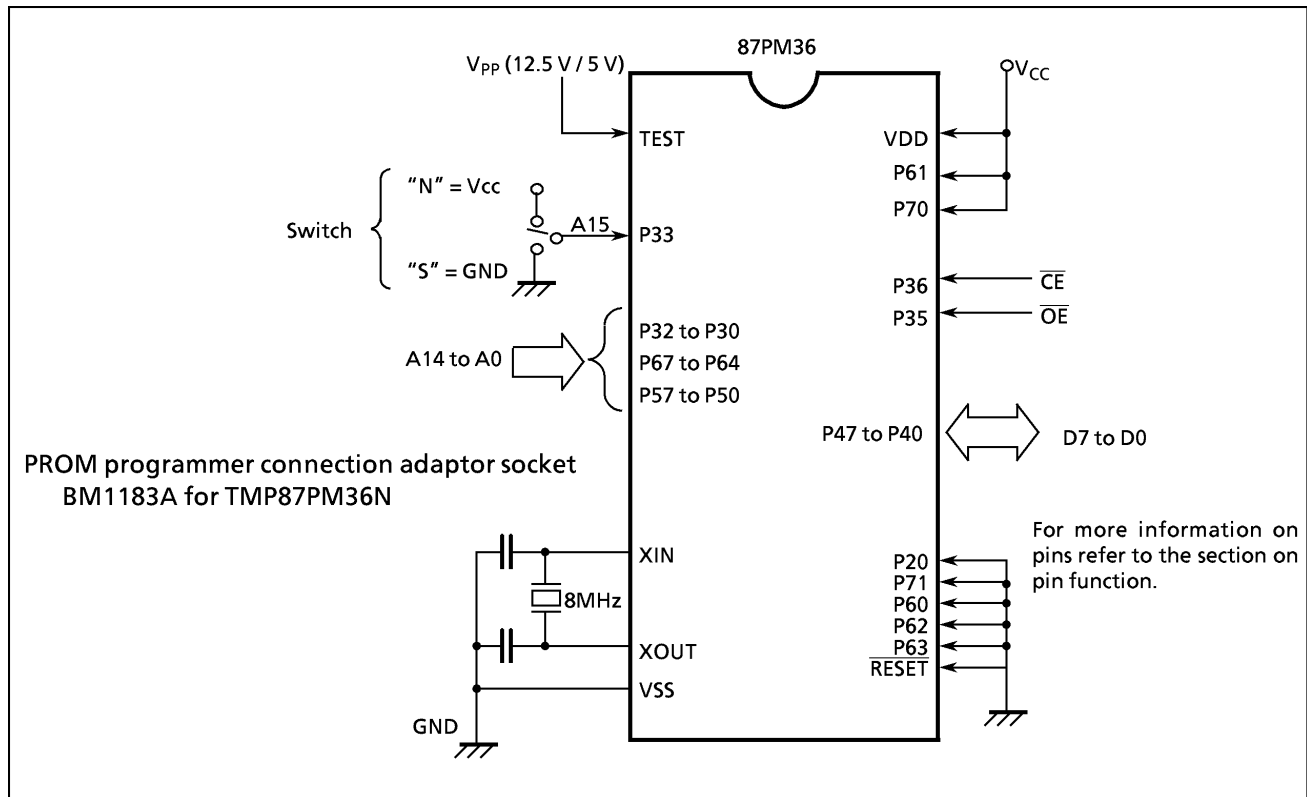 87PM36
VPP (12.5 V / 5 V)
VCC
TEST
VDD
P61
P70
“N” = Vcc
Switch
A15
P33
“S” = GND
P36
C̅E̅
P35
O̅E̅
A14 to A0
P32 to P30
P67 to P64
P57 to P50
P47 to P40
D7 to D0
PROM programmer connection adaptor socket
BM1183A for TMP87PM36N
For more information on
pins refer to the section on
pin function.
XIN
8MHz
XOUT
VSS
GND
P20
P71
P60
P62
P63
R̅E̅S̅E̅T̅